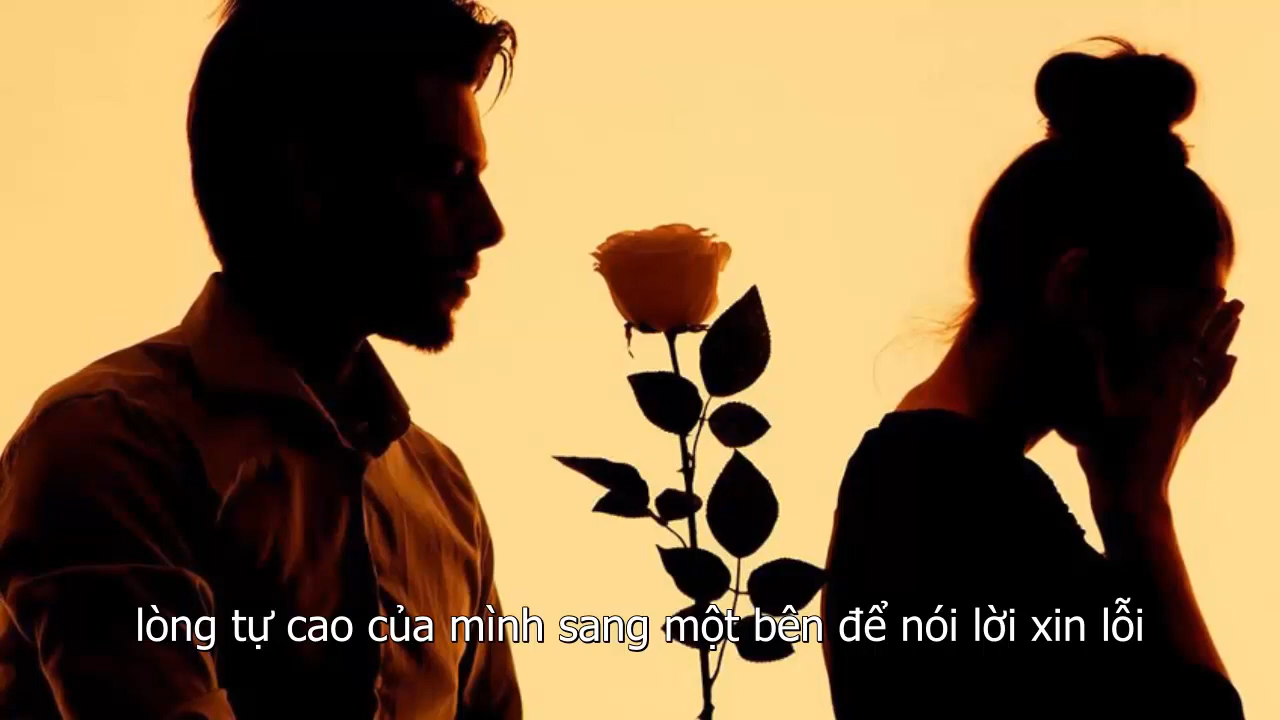 lòng tự cao của mình sang một bên để nói lời xin lỗi